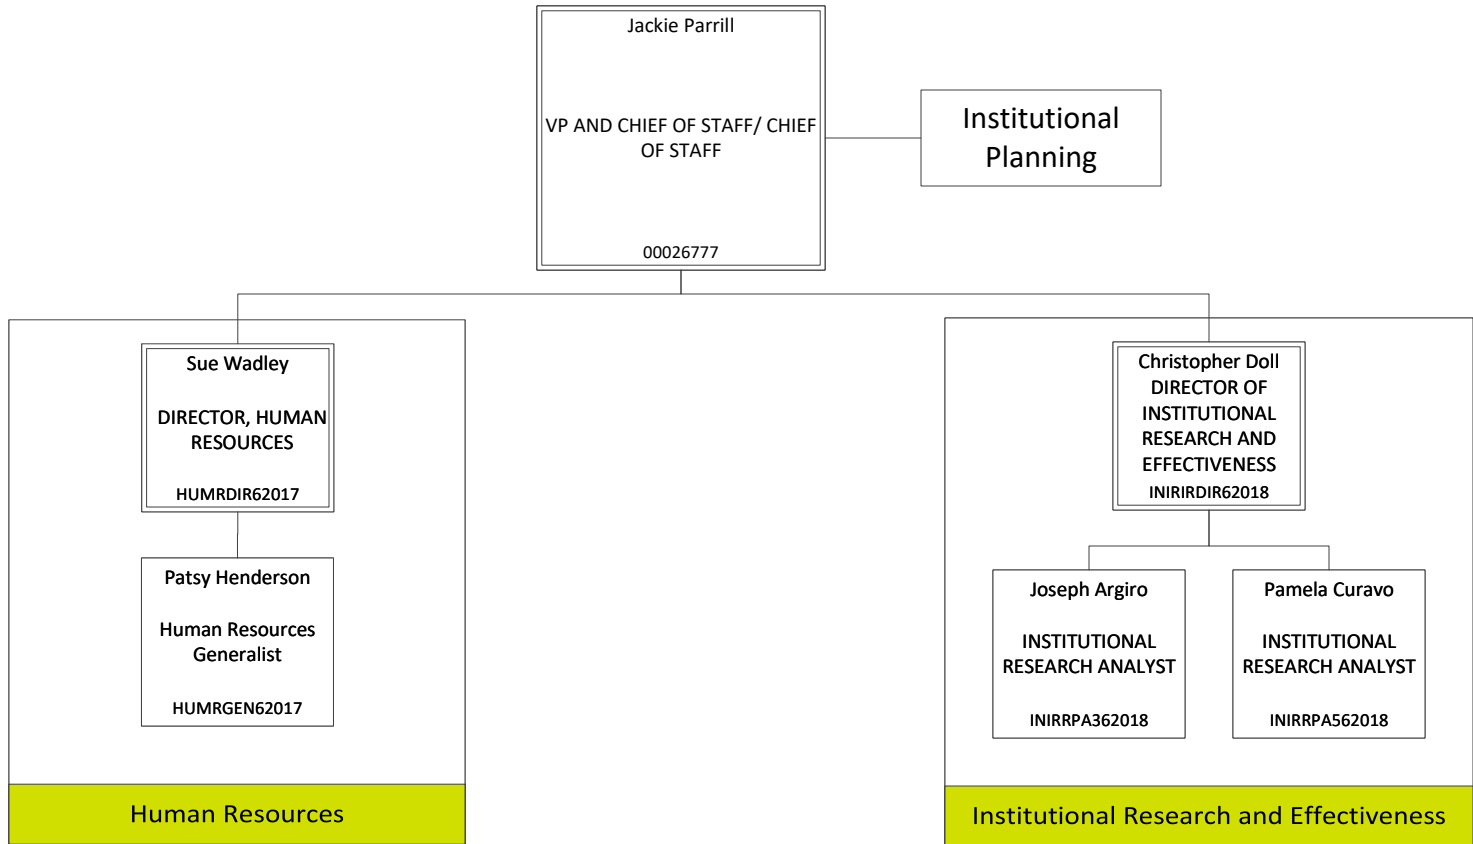 Jackie Parrill
VP AND CHIEF OF STAFF/ CHIEF
OF STAFF
00026777
Institutional
Planning
Sue Wadley
DIRECTOR, HUMAN
RESOURCES
HUMRDIR62017
Patsy Henderson
Human Resources
Generalist
HUMRGEN62017
Human Resources
Christopher Doll
DIRECTOR OF
INSTITUTIONAL
RESEARCH AND
EFFECTIVENESS
INIRIRDIR62018
Joseph Argiro
INSTITUTIONAL
RESEARCH ANALYST
INIRRPA362018
Pamela Curavo
INSTITUTIONAL
RESEARCH ANALYST
INIRRPA562018
Institutional Research and Effectiveness